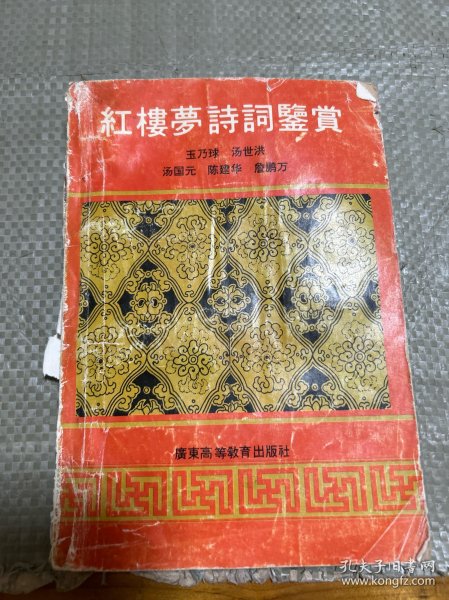 紅樓夢詩詞鑒賞
玉乃球 汤世洪
汤国元 陈建华 詹鹏万
廣東高等教育出版社
孔夫子旧书网
www.kongfz.com